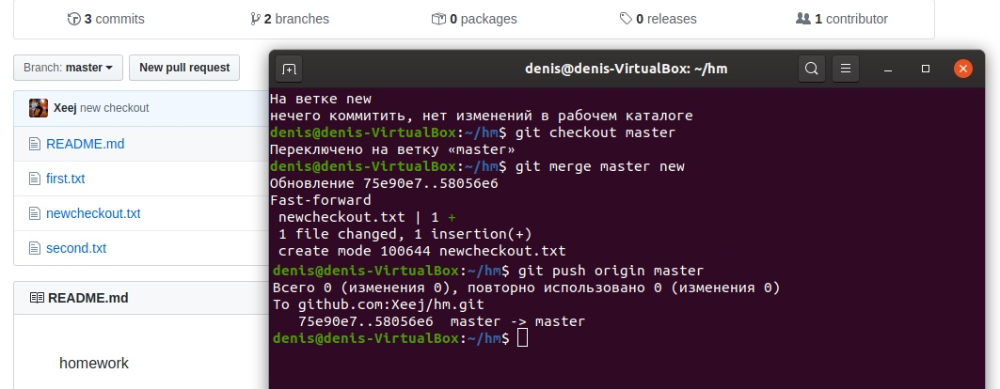 3 commits
2 branches
0 packages
0 releases
1 contributor
Branch: master
New pull request
Xeej new checkout
README.md
first.txt
newcheckout.txt
second.txt
README.md
homework
denis@denis-VirtualBox: ~/hm
На ветке new
нечего коммитить, нет изменений в рабочем каталоге
denis@denis-VirtualBox:~/hm$ git checkout master
Переключено на ветку «master»
denis@denis-VirtualBox:~/hm$ git merge master new
Обновление 75e90e7..58056e6
Fast-forward
newcheckout.txt | 1 +
1 file changed, 1 insertion(+)
create mode 100644 newcheckout.txt
denis@denis-VirtualBox:~/hm$ git push origin master
Всего 0 (изменения 0), повторно использовано 0 (изменения 0)
To github.com:Xeej/hm.git
75e90e7..58056e6  master -> master
denis@denis-VirtualBox:~/hm$